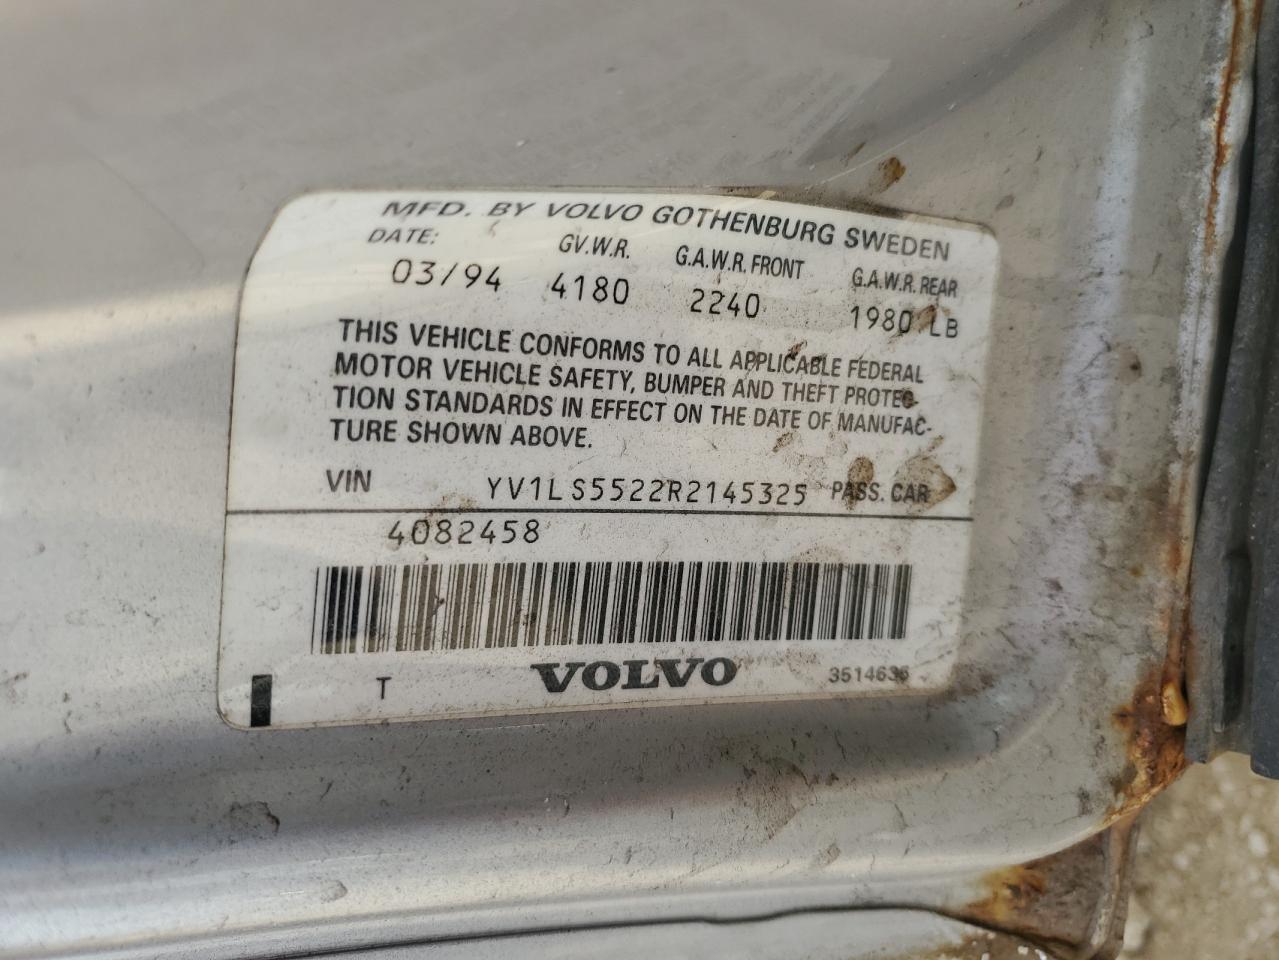 MFD. BY VOLVO GOTHENBURG SWEDEN
DATE: GV.W.R. G.A.W.R. FRONT G.A.W.R. REAR
03/94 4180 2240 1980 LB
THIS VEHICLE CONFORMS TO ALL APPLICABLE FEDERAL
MOTOR VEHICLE SAFETY, BUMPER AND THEFT PROTEC-
TION STANDARDS IN EFFECT ON THE DATE OF MANUFAC-
TURE SHOWN ABOVE.
VIN YV1LS5522R2145325 PASS. CAR
4082458
VOLVO
T 3514636